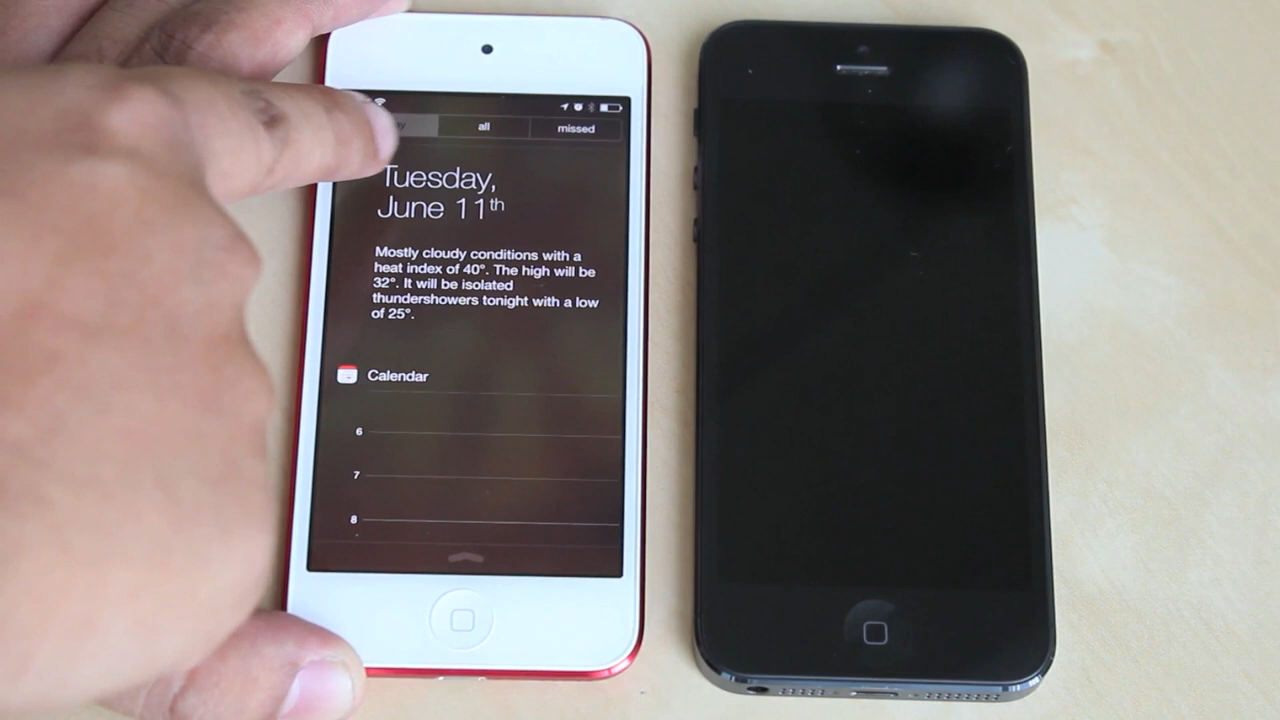 all
missed
Tuesday,
June 11th
Mostly cloudy conditions with a
heat index of 40°. The high will be
32°. It will be isolated
thundershowers tonight with a low
of 25°.
Calendar
6
7
8